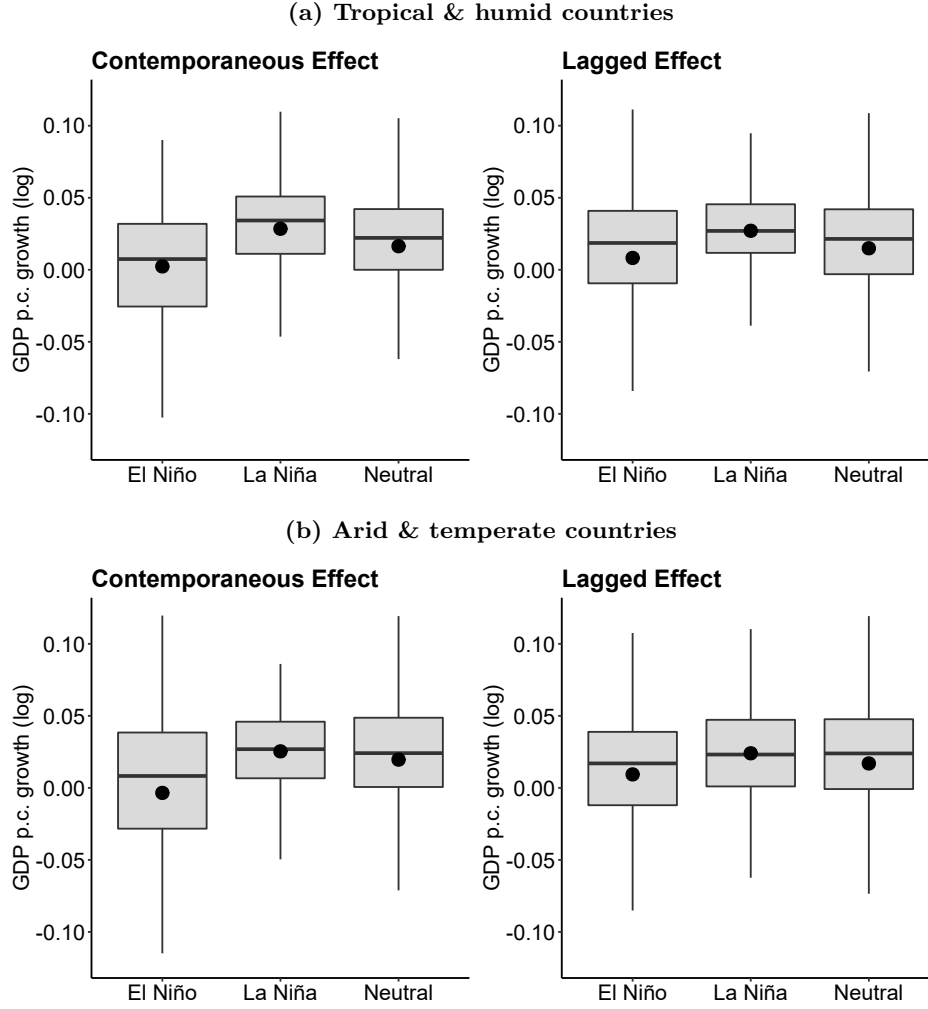 (a) Tropical & humid countries
Contemporaneous Effect
GDP p.c. growth (log)
0.10
0.05
0.00
-0.05
-0.10
El Niño La Niña Neutral
Lagged Effect
GDP p.c. growth (log)
0.10
0.05
0.00
-0.05
-0.10
El Niño La Niña Neutral
(b) Arid & temperate countries
Contemporaneous Effect
GDP p.c. growth (log)
0.10
0.05
0.00
-0.05
-0.10
El Niño La Niña Neutral
Lagged Effect
GDP p.c. growth (log)
0.10
0.05
0.00
-0.05
-0.10
El Niño La Niña Neutral